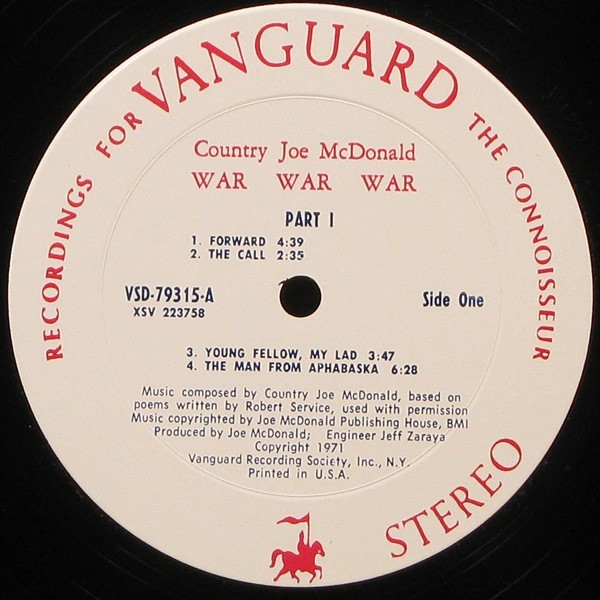 RECORDINGS FOR VANGUARD THE CONNOISSEUR
Country Joe McDonald
WAR WAR WAR
PART I
1. FORWARD 4:39
2. THE CALL 2:35
VSD-79315-A
XSV 223758
Side One
3. YOUNG FELLOW, MY LAD 3:47
4. THE MAN FROM APHABASKA 6:28
Music composed by Country Joe McDonald, based on
poems written by Robert Service, used with permission
Music copyrighted by Joe McDonald Publishing House, BMI
Produced by Joe McDonald; Engineer Jeff Zaraya
Copyright 1971
Vanguard Recording Society, Inc., N.Y.
Printed in U.S.A.
STEREO